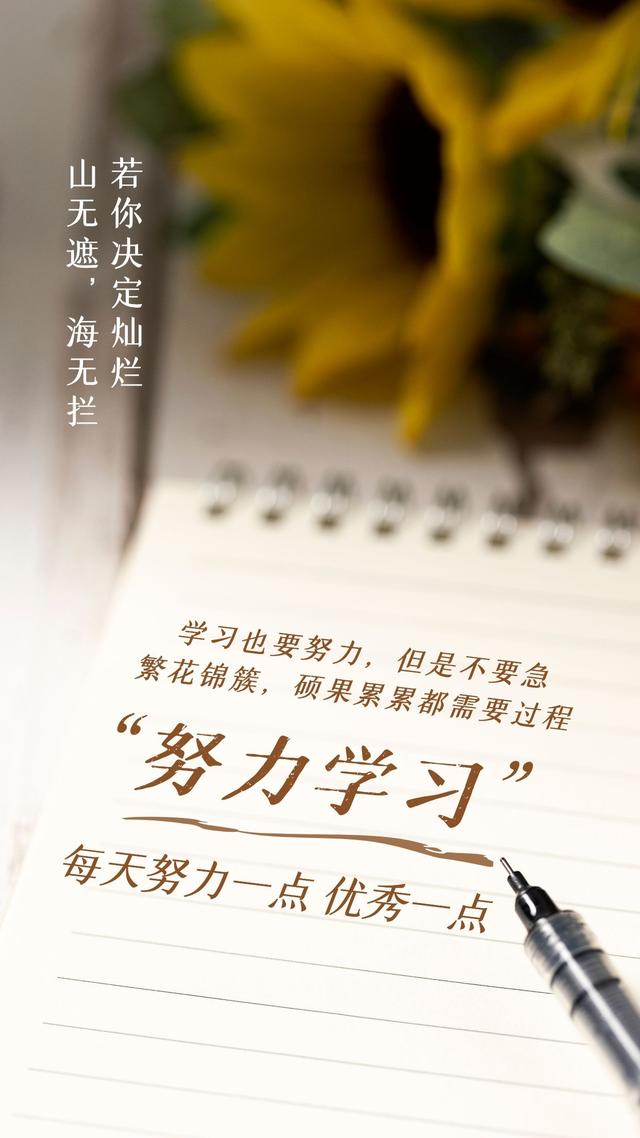 若你决定灿烂
山无遮，海无拦
学习也要努力，但是不要急
繁花锦簇，硕果累累都需要过程
“努力学习”
每天努力一点 优秀一点